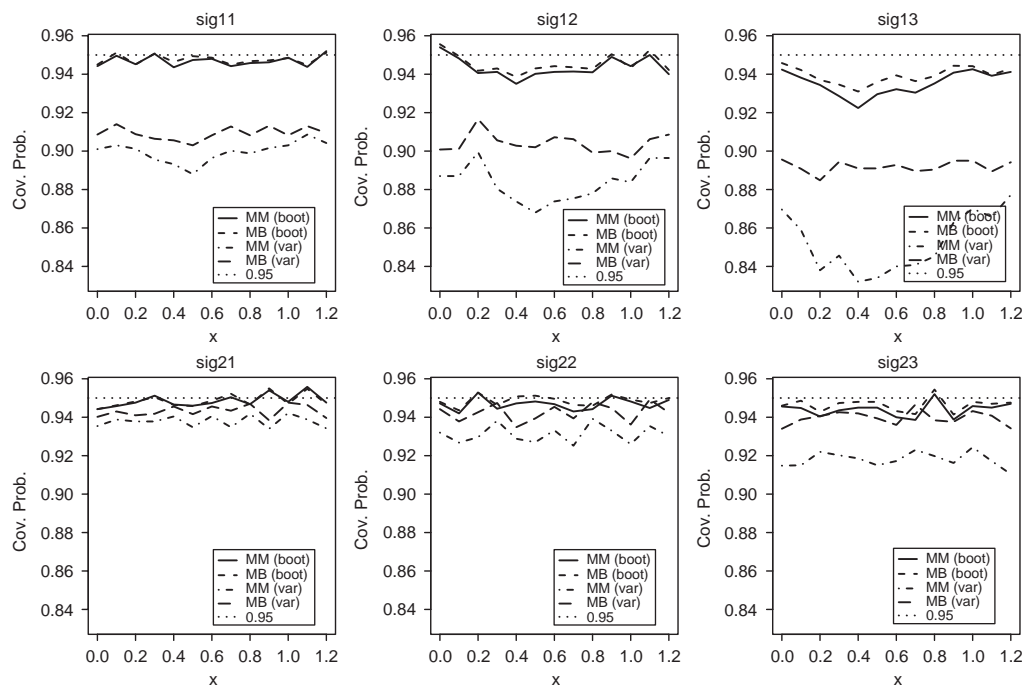 sig11
sig12
sig13
Cov. Prob.
0.96
0.94
0.92
0.90
0.88
0.86
0.84
MM (boot)
MB (boot)
MM (var)
MB (var)
0.95
0.0 0.2 0.4 0.6 0.8 1.0 1.2
x
Cov. Prob.
0.96
0.94
0.92
0.90
0.88
0.86
0.84
MM (boot)
MB (boot)
MM (var)
MB (var)
0.95
0.0 0.2 0.4 0.6 0.8 1.0 1.2
x
Cov. Prob.
0.96
0.94
0.92
0.90
0.88
0.86
0.84
MM (boot)
MB (boot)
MM (var)
MB (var)
0.95
0.0 0.2 0.4 0.6 0.8 1.0 1.2
x
sig21
sig22
sig23
Cov. Prob.
0.96
0.94
0.92
0.90
0.88
0.86
0.84
MM (boot)
MB (boot)
MM (var)
MB (var)
0.95
0.0 0.2 0.4 0.6 0.8 1.0 1.2
x
Cov. Prob.
0.96
0.94
0.92
0.90
0.88
0.86
0.84
MM (boot)
MB (boot)
MM (var)
MB (var)
0.95
0.0 0.2 0.4 0.6 0.8 1.0 1.2
x
Cov. Prob.
0.96
0.94
0.92
0.90
0.88
0.86
0.84
MM (boot)
MB (boot)
MM (var)
MB (var)
0.95
0.0 0.2 0.4 0.6 0.8 1.0 1.2
x